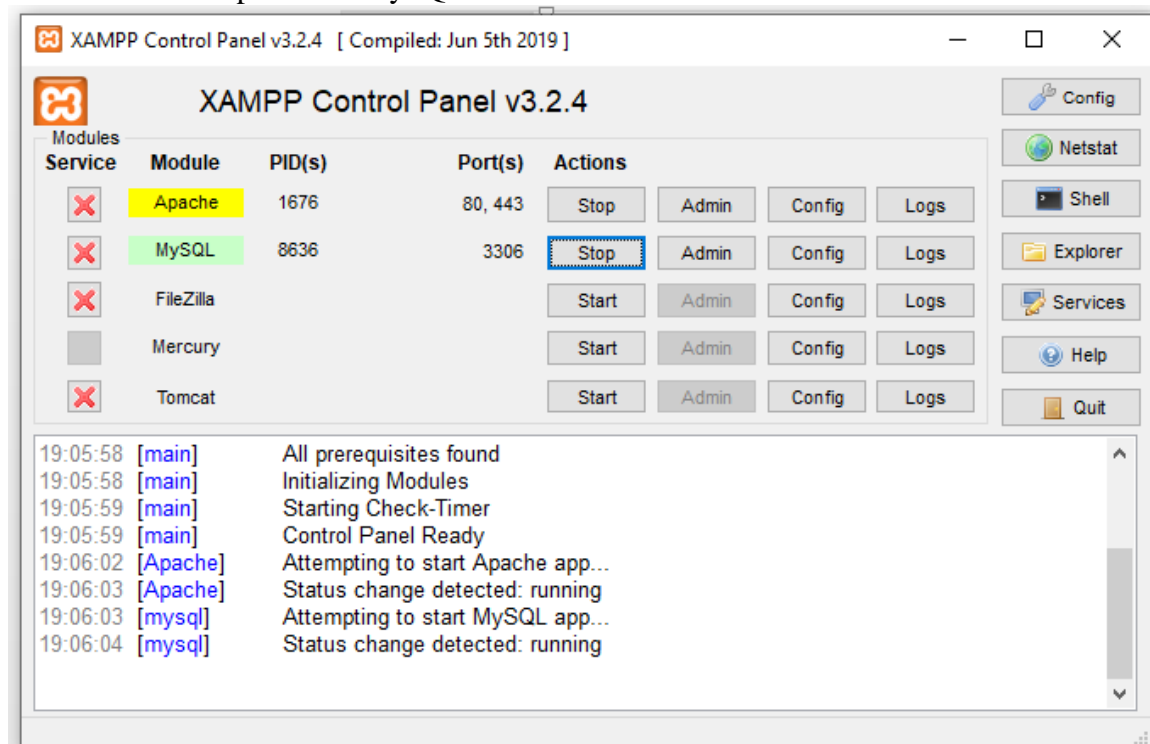 XAMPP Control Panel v3.2.4 [ Compiled: Jun 5th 2019 ]
XAMPP Control Panel v3.2.4
Config
Modules
Service Module PID(s) Port(s) Actions
Netstat
Apache 1676 80, 443 Stop Admin Config Logs
Shell
MySQL 8636 3306 Stop Admin Config Logs
Explorer
FileZilla Start Admin Config Logs
Services
Mercury Start Admin Config Logs
Help
Tomcat Start Admin Config Logs
Quit
19:05:58 [main] All prerequisites found
19:05:58 [main] Initializing Modules
19:05:59 [main] Starting Check-Timer
19:05:59 [main] Control Panel Ready
19:06:02 [Apache] Attempting to start Apache app...
19:06:03 [Apache] Status change detected: running
19:06:03 [mysql] Attempting to start MySQL app...
19:06:04 [mysql] Status change detected: running